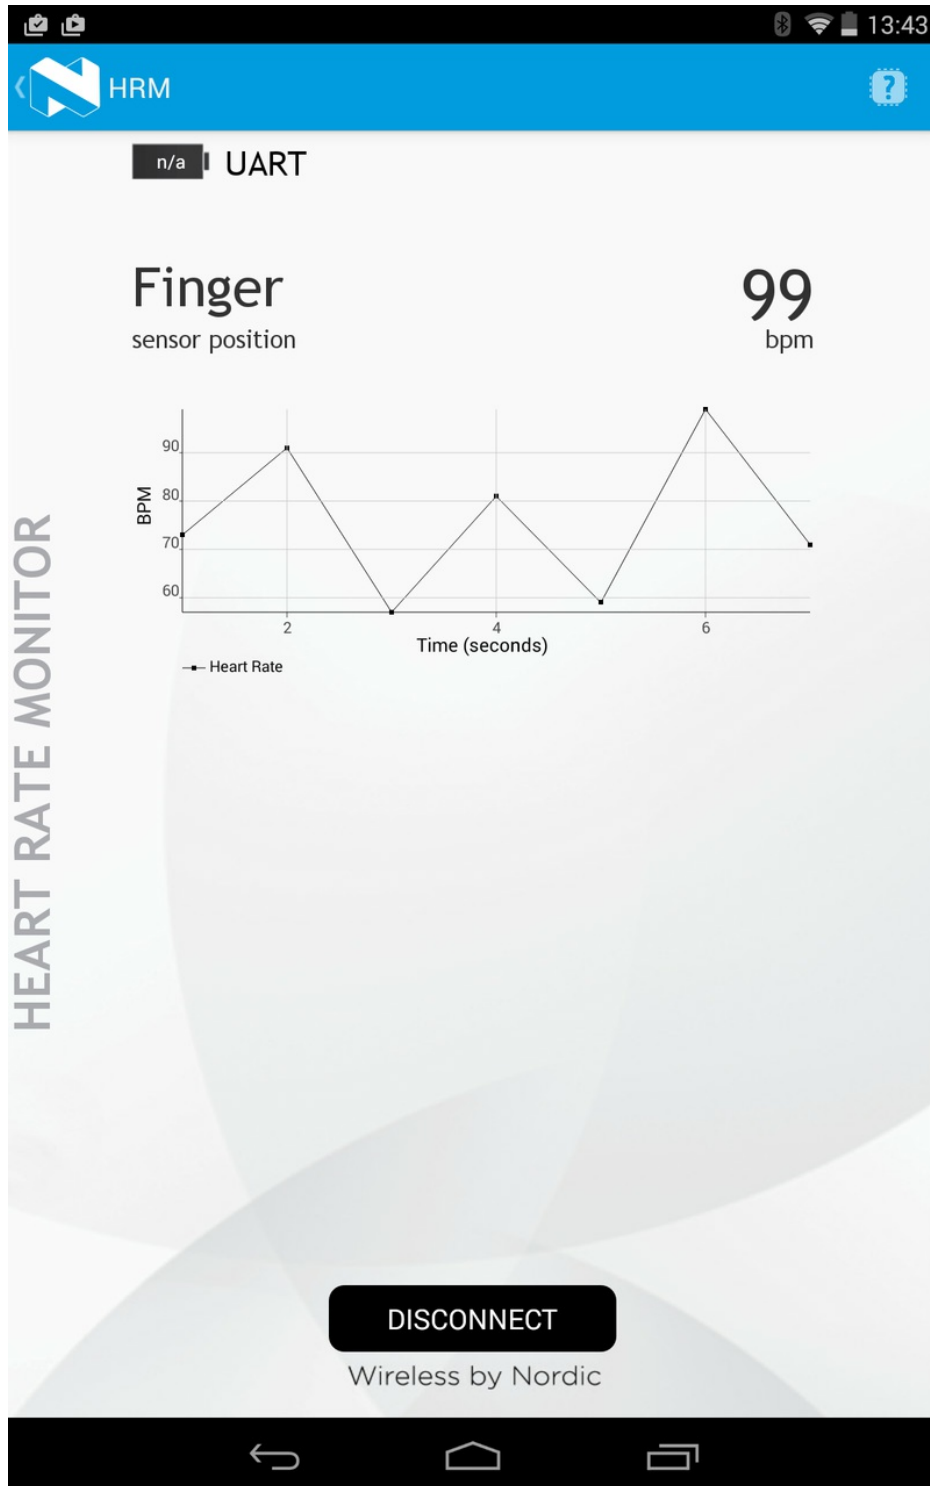 13:43
HRM
?
n/a UART
Finger 99
sensor position bpm
HEART RATE MONITOR
BPM
90
80
70
60
2 4 6
Time (seconds)
Heart Rate
DISCONNECT
Wireless by Nordic